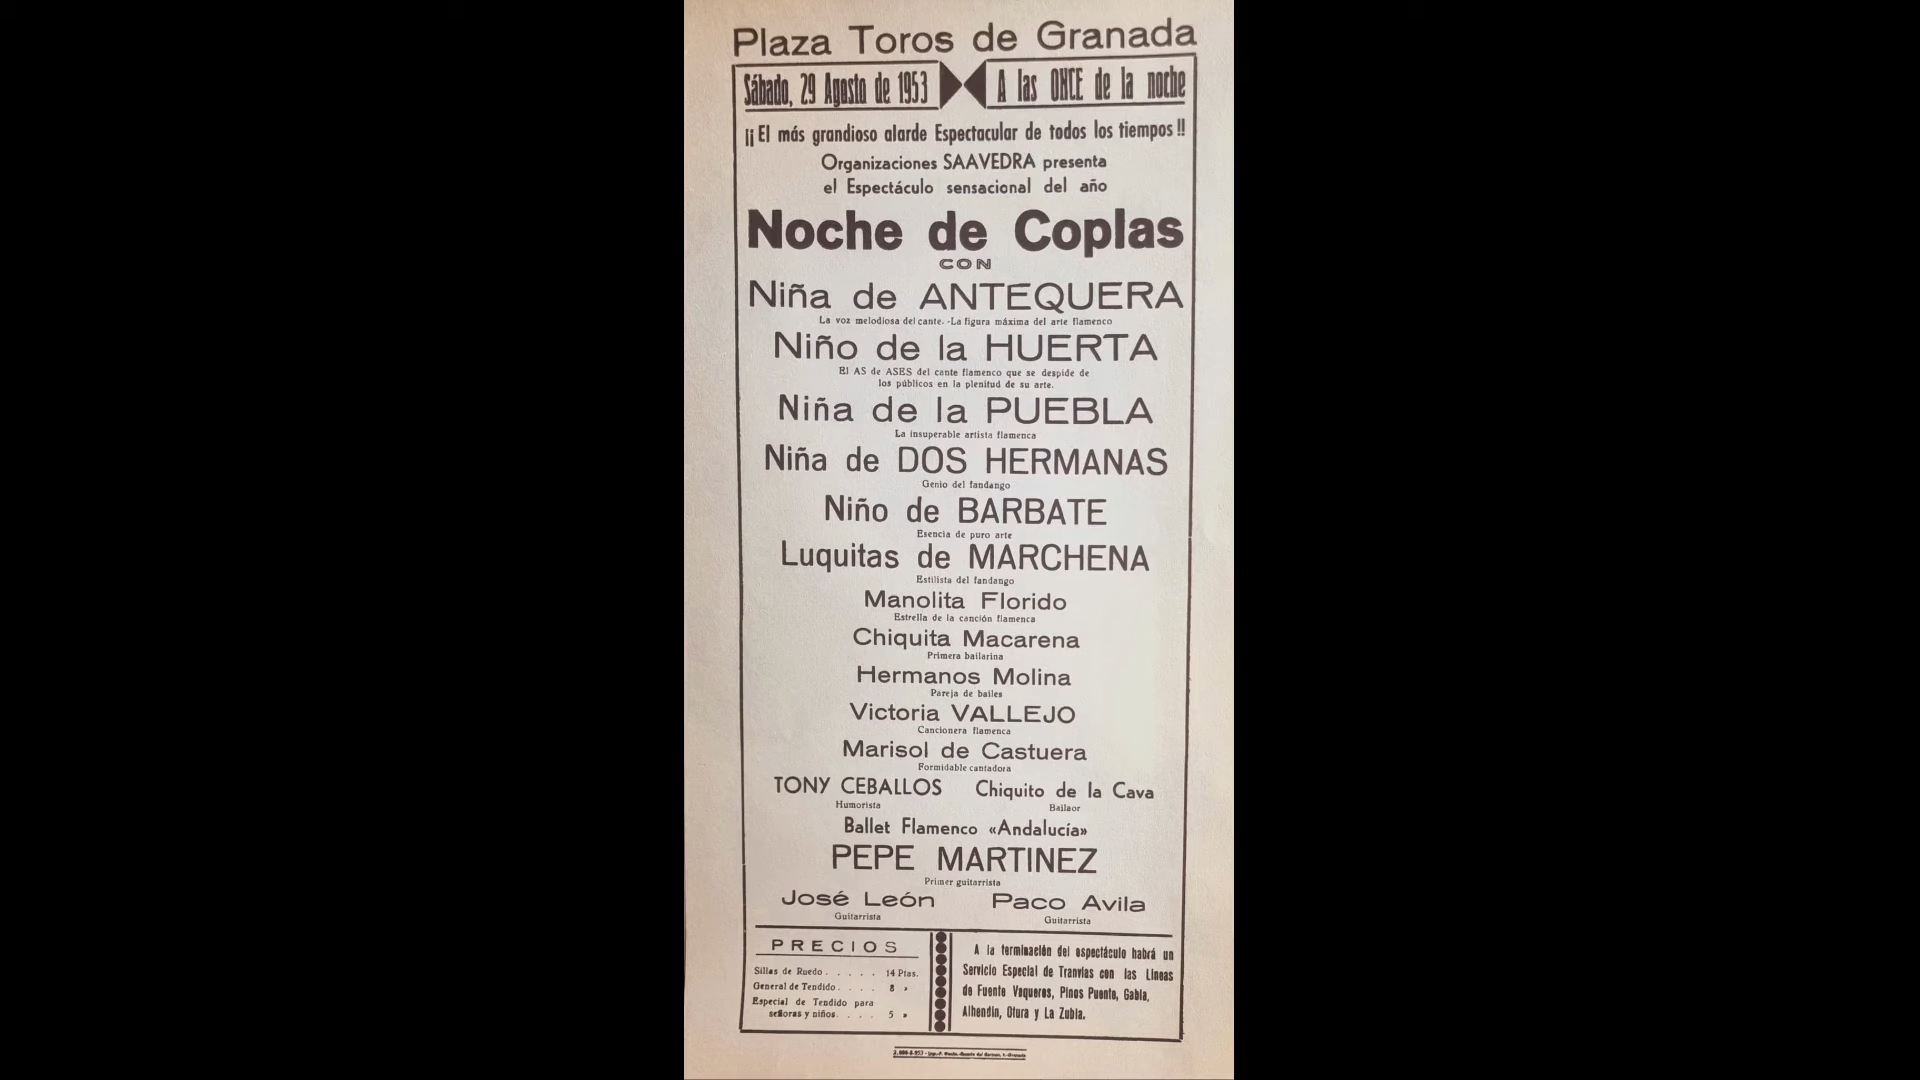 Plaza Toros de Granada
Sábado, 29 Agosto de 1953
A las ONCE de la noche
¡¡El más grandioso alarde Espectacular de todos los tiempos!!
Organizaciones SAAVEDRA presenta
el Espectáculo sensacional del año
Noche de Coplas
CON
Niña de ANTEQUERA
La voz melodiosa del cante.-La figura máxima del arte flamenco
Niño de la HUERTA
El AS de ASES del cante flamenco que se despide de
los públicos en la plenitud de su arte.
Niña de la PUEBLA
La insuperable artista flamenca
Niña de DOS HERMANAS
Genio del fandango
Niño de BARBATE
Esencia de puro arte
Luquitas de MARCHENA
Estilista del fandango
Manolita Florido
Estrella de la canción flamenca
Chiquita Macarena
Primera bailarina
Hermanos Molina
Pareja de bailes
Victoria VALLEJO
Cancionera flamenca
Marisol de Castuera
Formidable cantadora
TONY CEBALLOS
Humorista
Chiquito de la Cava
Bailaor
Ballet Flamenco «Andalucía»
PEPE MARTINEZ
Primer guitarrista
José León
Guitarrista
Paco Avila
Guitarrista
PRECIOS
Sillas de Ruedo . . . . . 14 Ptas.
General de Tendido . . . . 8 »
Especial de Tendido para
señoras y niños. . . . 5 »
A la terminación del espectáculo habrá un
Servicio Especial de Tranvías con las Líneas
de Fuente Vaqueros, Pinos Puente, Gabia,
Alhendín, Otura y La Zubia.